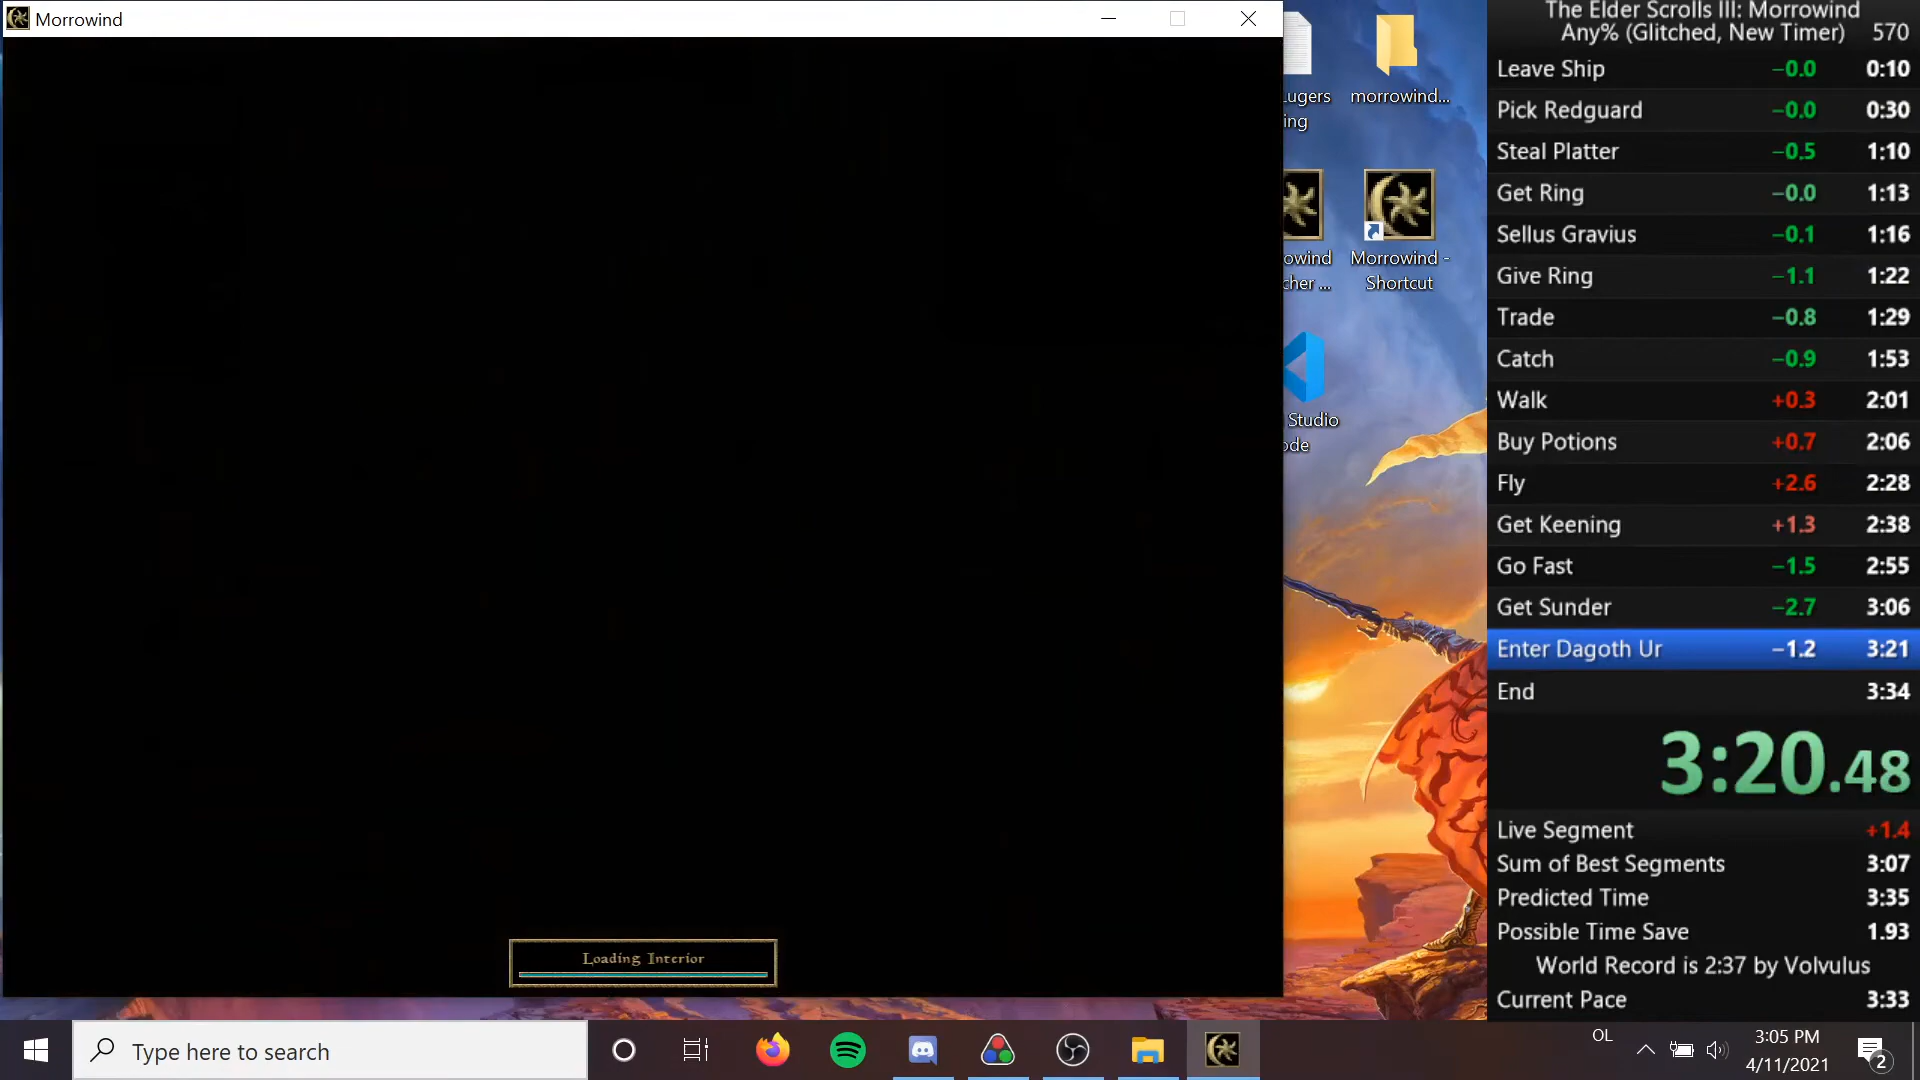 Morrowind
Lugers
ing
morrowind...
owind
cher ...
Morrowind -
Shortcut
Studio
ode
Loading Interior
The Elder Scrolls III: Morrowind
Any% (Glitched, New Timer) 570
Leave Ship −0.0 0:10
Pick Redguard −0.0 0:30
Steal Platter −0.5 1:10
Get Ring −0.0 1:13
Sellus Gravius −0.1 1:16
Give Ring −1.1 1:22
Trade −0.8 1:29
Catch −0.9 1:53
Walk +0.3 2:01
Buy Potions +0.7 2:06
Fly +2.6 2:28
Get Keening +1.3 2:38
Go Fast −1.5 2:55
Get Sunder −2.7 3:06
Enter Dagoth Ur −1.2 3:21
End 3:34
3:20.48
Live Segment +1.4
Sum of Best Segments 3:07
Predicted Time 3:35
Possible Time Save 1.93
World Record is 2:37 by Volvulus
Current Pace 3:33
Type here to search
OL
3:05 PM
4/11/2021
2